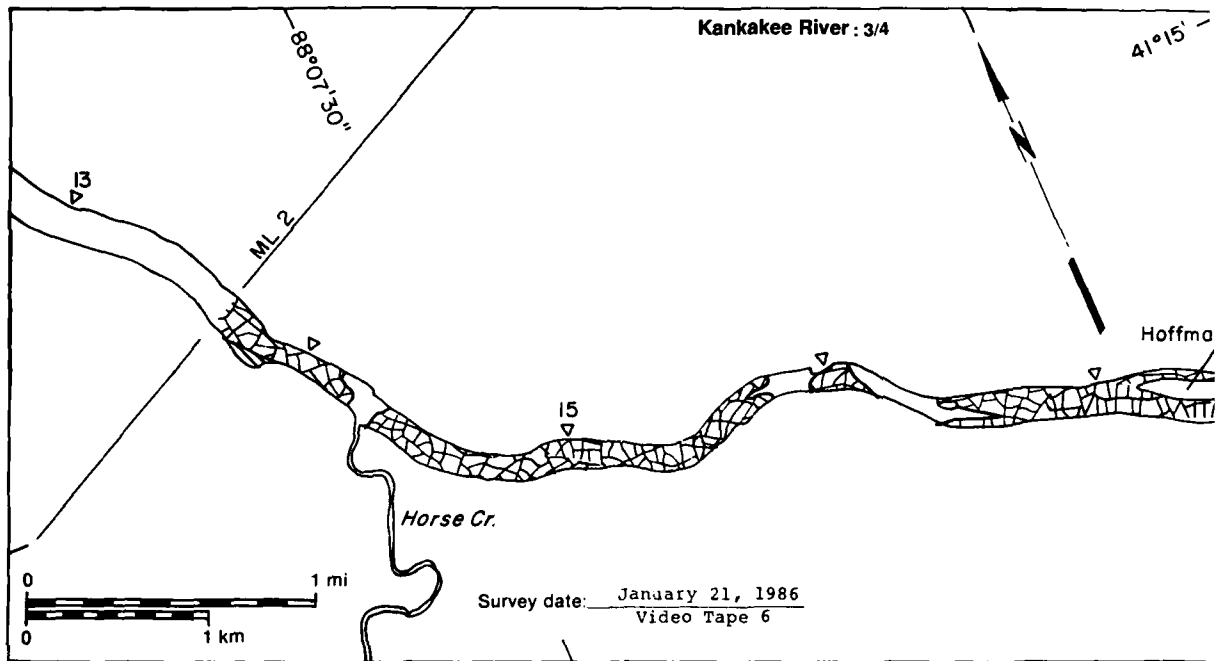 Kankakee River: 3/4
41°15'
88°07'30"
N
13
ML 2
Hoffma
15
Horse Cr.
0 1 mi
0 1 km
Survey date: January 21, 1986
Video Tape 6